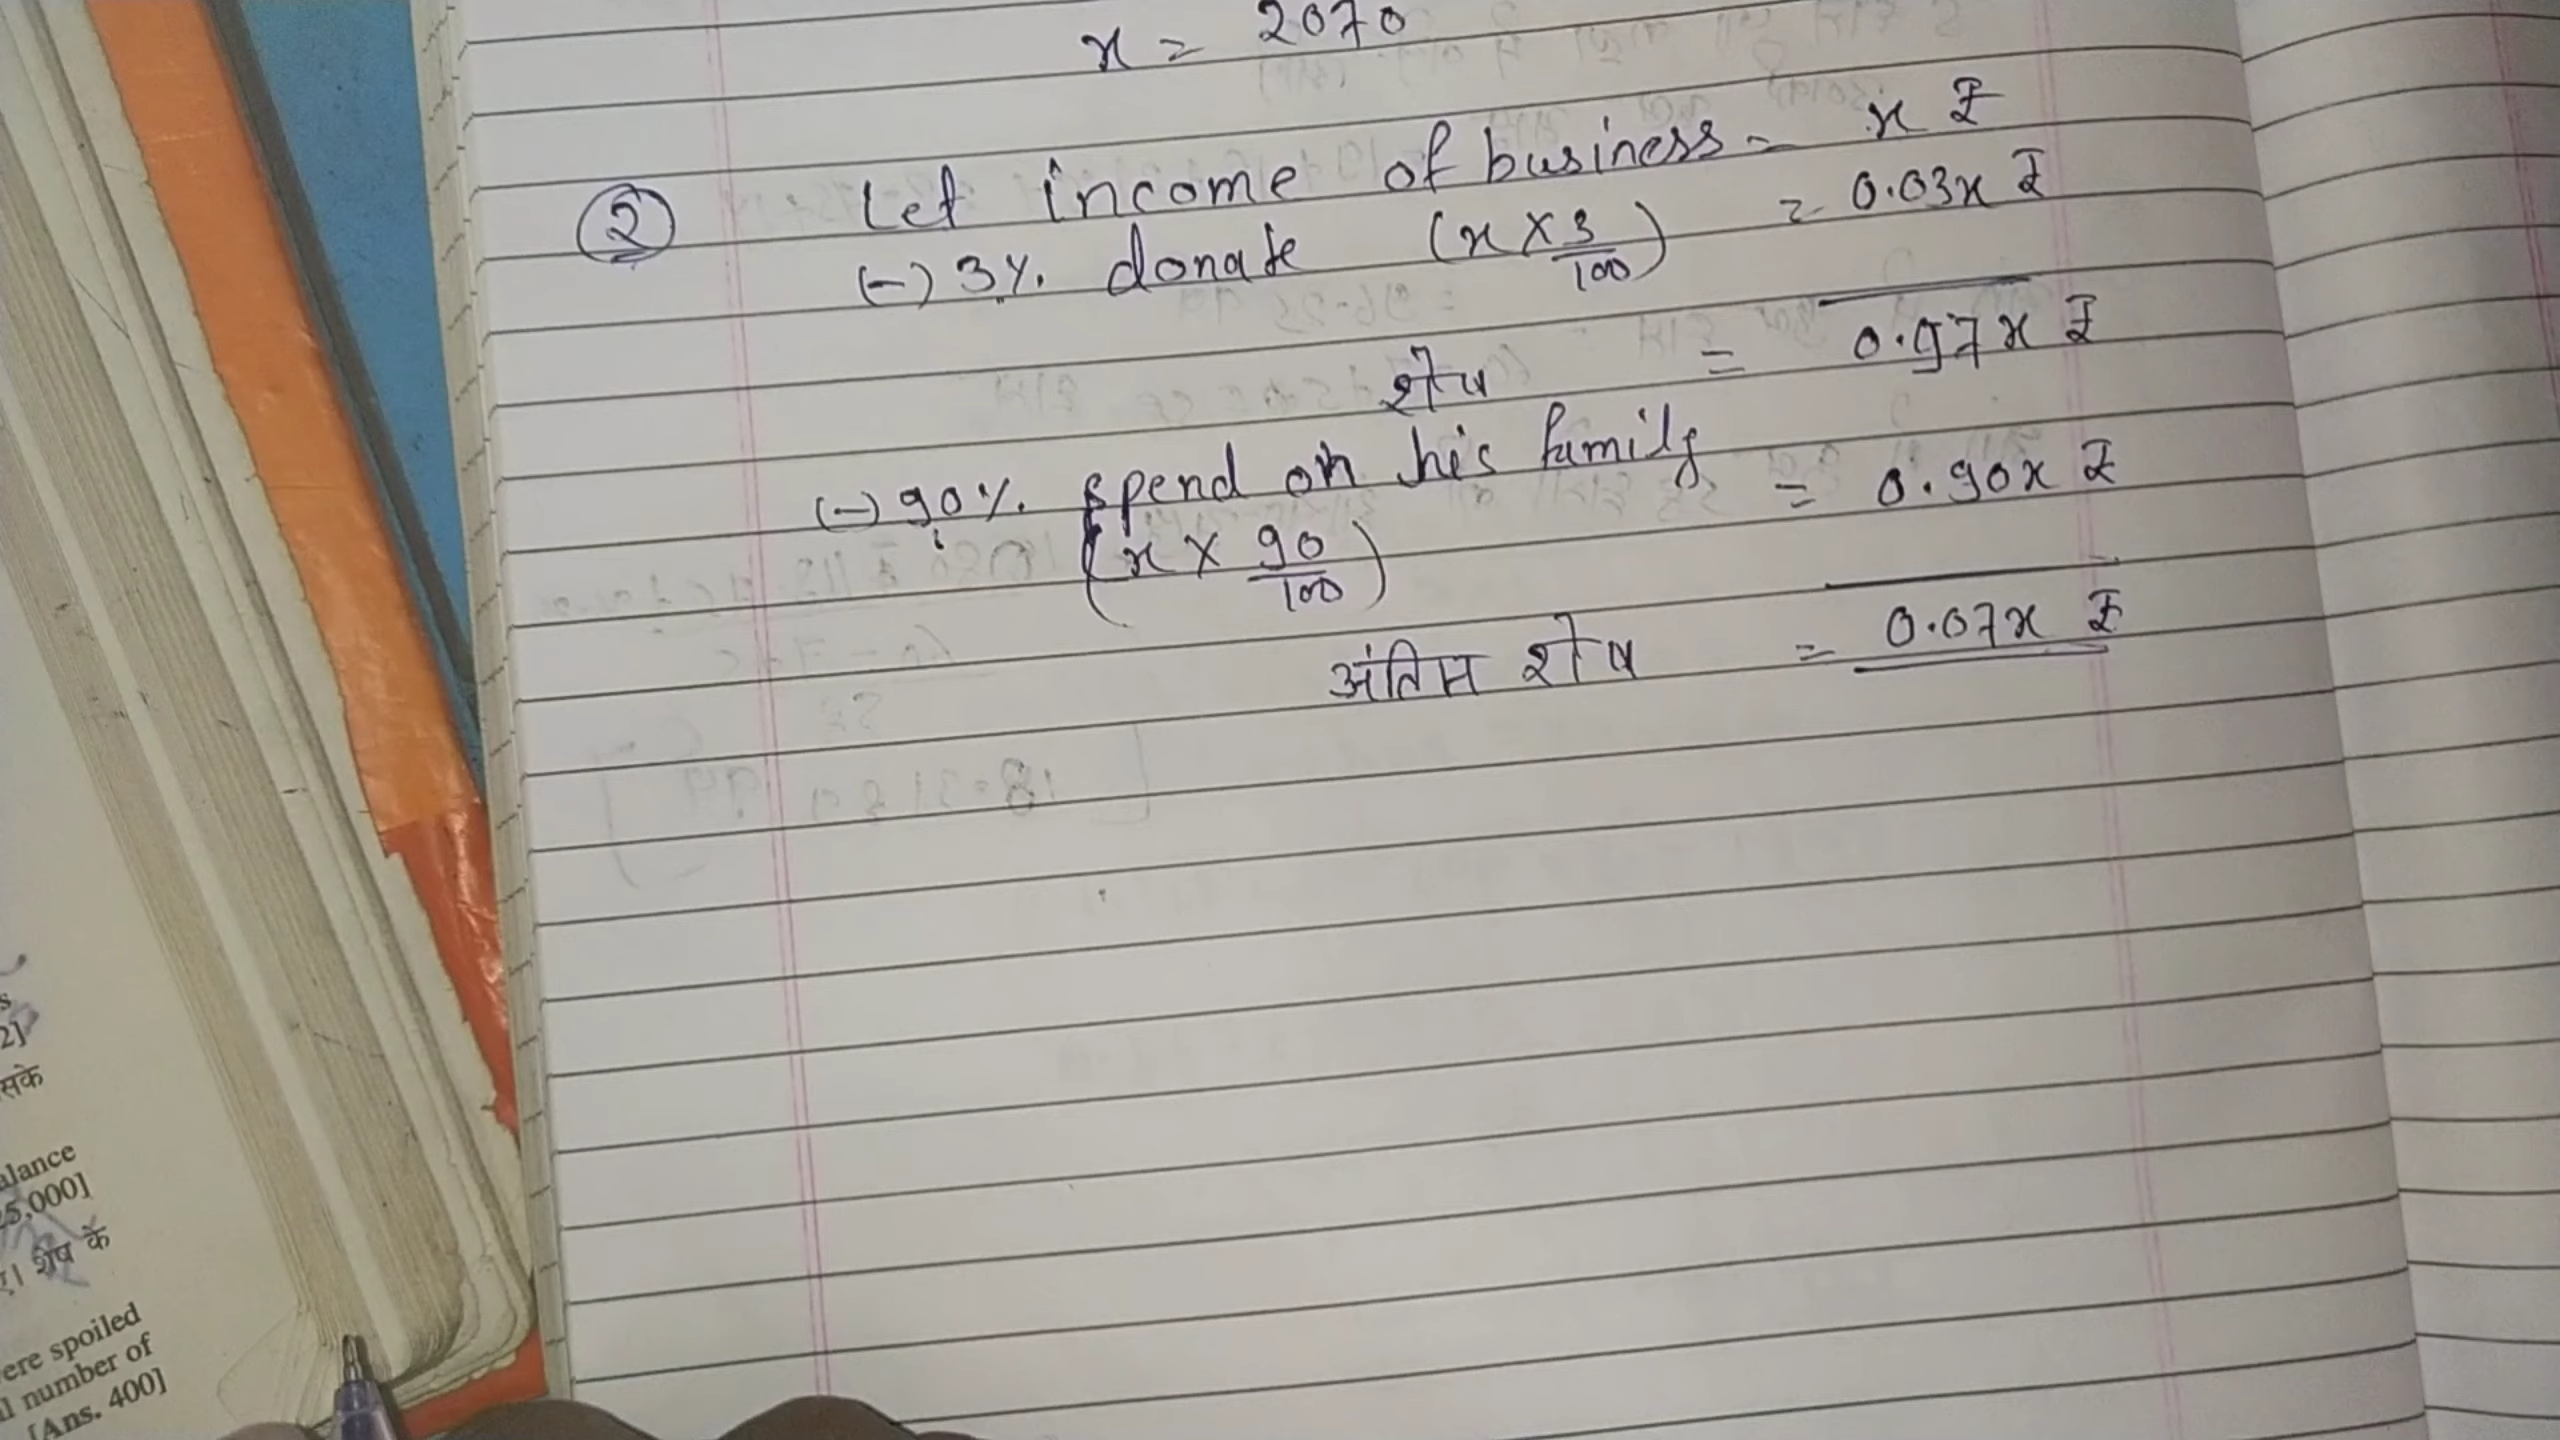 x = 2070
② Let income of business = x ₹
(-) 3%. donate (x × 3/100) = 0.03x ₹
शेष = 0.97x ₹
(-) 90%. spend on his family = 0.90x ₹
(x × 90/100)
अंतिम शेष = 0.07x ₹
2]
सके
alance
25,000]
शेष के
ere spoiled
l number of
[Ans. 400]